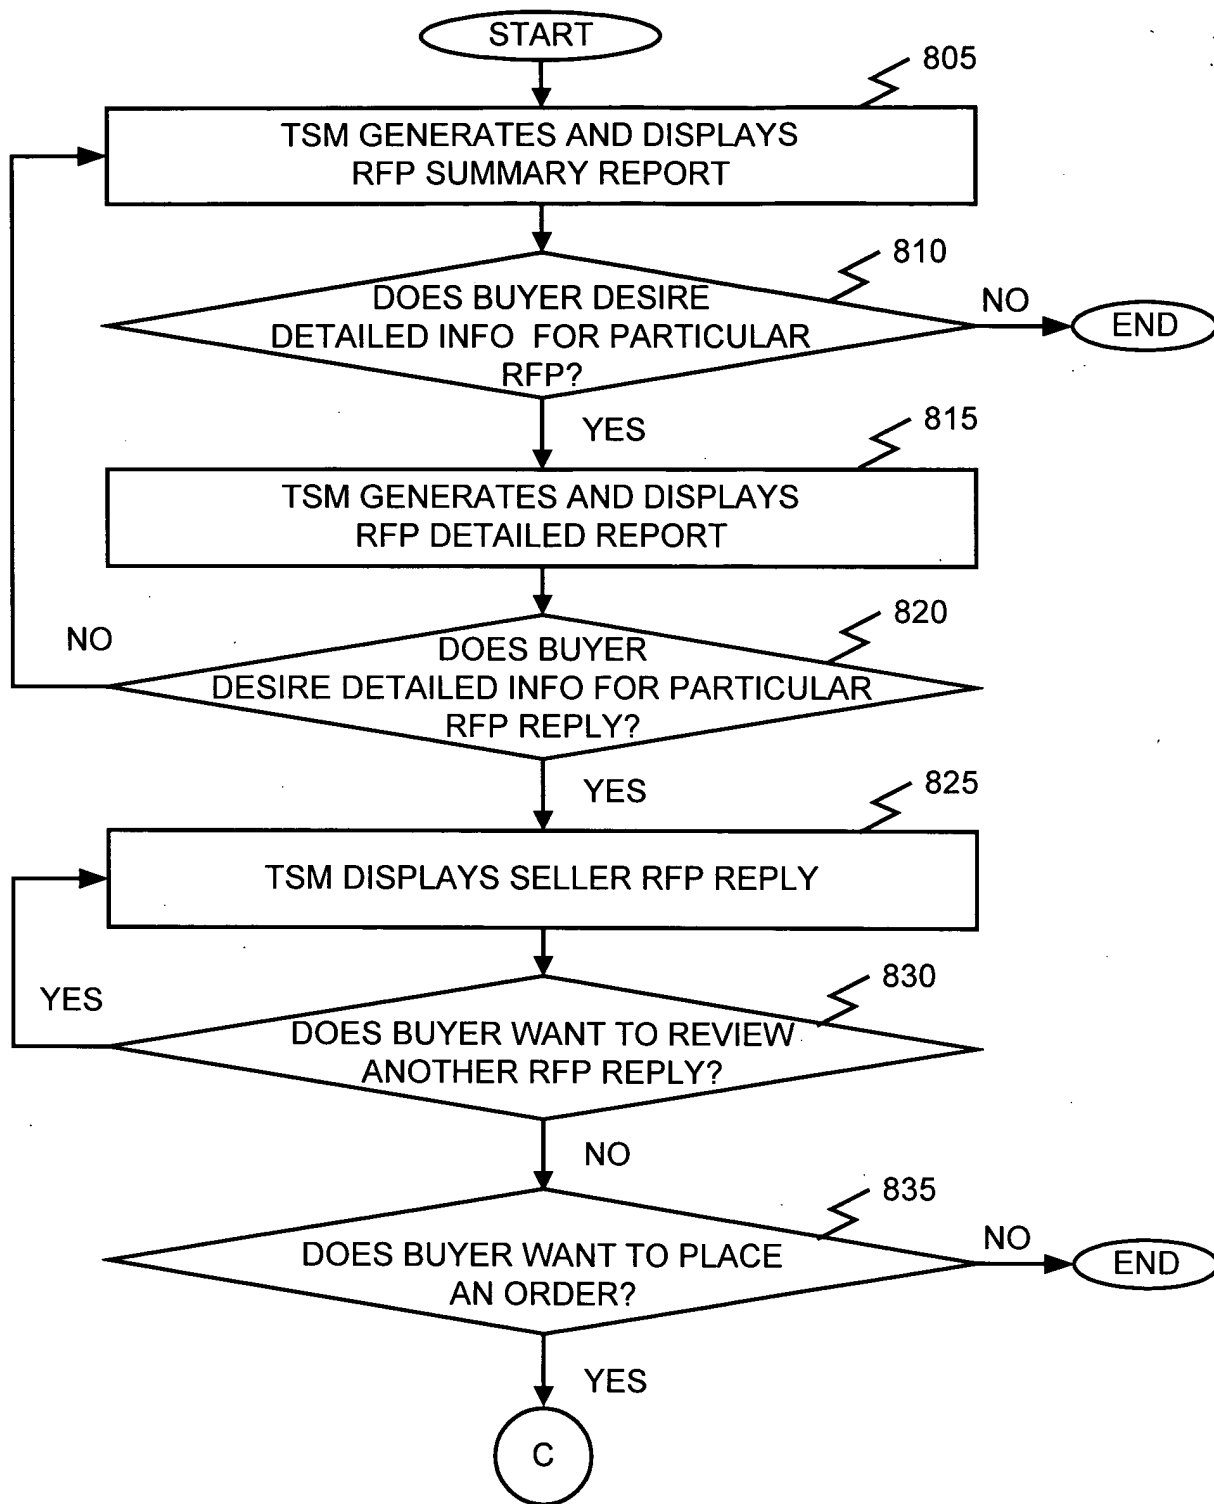 START
805
TSM GENERATES AND DISPLAYS
RFP SUMMARY REPORT
810
DOES BUYER DESIRE
DETAILED INFO FOR PARTICULAR
RFP?
NO
END
YES
815
TSM GENERATES AND DISPLAYS
RFP DETAILED REPORT
820
NO
DOES BUYER
DESIRE DETAILED INFO FOR PARTICULAR
RFP REPLY?
YES
825
TSM DISPLAYS SELLER RFP REPLY
830
YES
DOES BUYER WANT TO REVIEW
ANOTHER RFP REPLY?
NO
835
DOES BUYER WANT TO PLACE
AN ORDER?
NO
END
YES
C